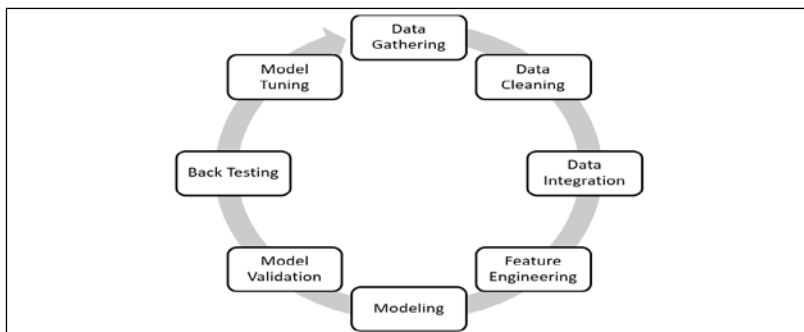 Data
Gathering
Data
Cleaning
Data
Integration
Feature
Engineering
Modeling
Model
Validation
Back Testing
Model
Tuning